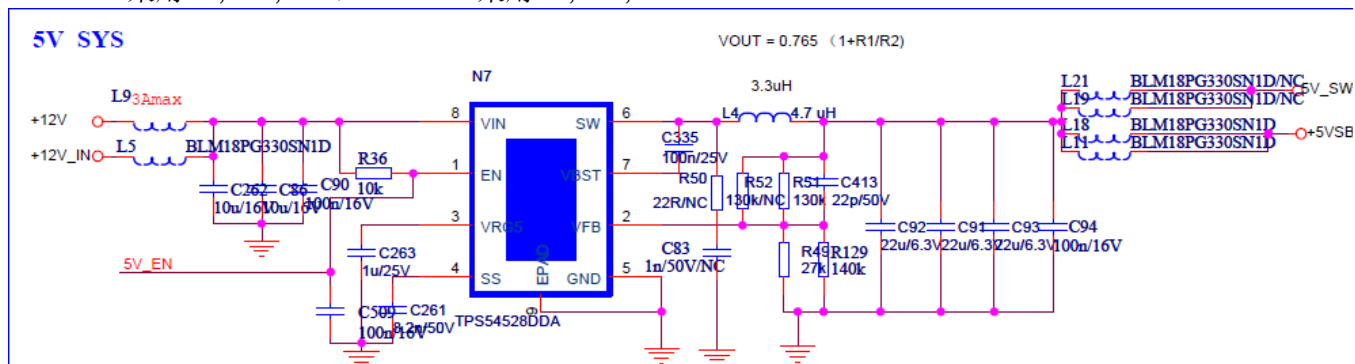 5V SYS
VOUT = 0.765 （1+R1/R2)
N7
3.3uH
L9
3Amax
+12V
8
VIN
SW
6
L4
4.7 uH
L21
BLM18PG330SN1D/NC
5V_SW
L19
BLM18PG330SN1D/NC
L18
BLM18PG330SN1D
+5VSB
L11
BLM18PG330SN1D
+12V_IN
L5
BLM18PG330SN1D
R36
10k
1
EN
C335
100n/25V
VBST
7
R50
22R/NC
R52
130k/NC
R51
130k
C413
22p/50V
C262
10u/16V
C86
10u/16V
C90
100n/16V
3
VRG5
VFB
2
C263
1u/25V
C83
1n/50V/NC
R49
27k
R129
140k
C92
22u/6.3V
C91
22u/6.3V
C93
22u/6.3V
C94
100n/16V
5V_EN
4
SS
EPAD
GND
5
9
C509
100n/16V
C261
8.2n/50V
TPS54528DDA